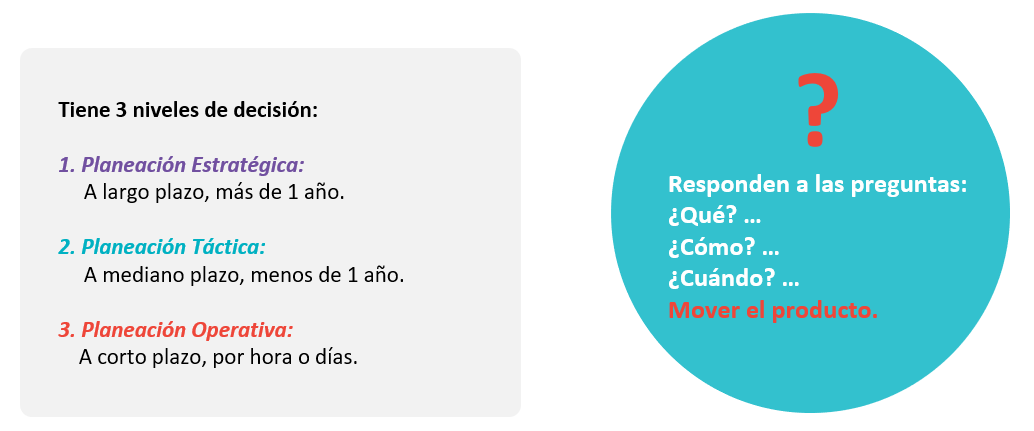 Tiene 3 niveles de decisión:
1. Planeación Estratégica:
A largo plazo, más de 1 año.
2. Planeación Táctica:
A mediano plazo, menos de 1 año.
3. Planeación Operativa:
A corto plazo, por hora o días.
?
Responden a las preguntas:
¿Qué? ...
¿Cómo? ...
¿Cuándo? ...
Mover el producto.